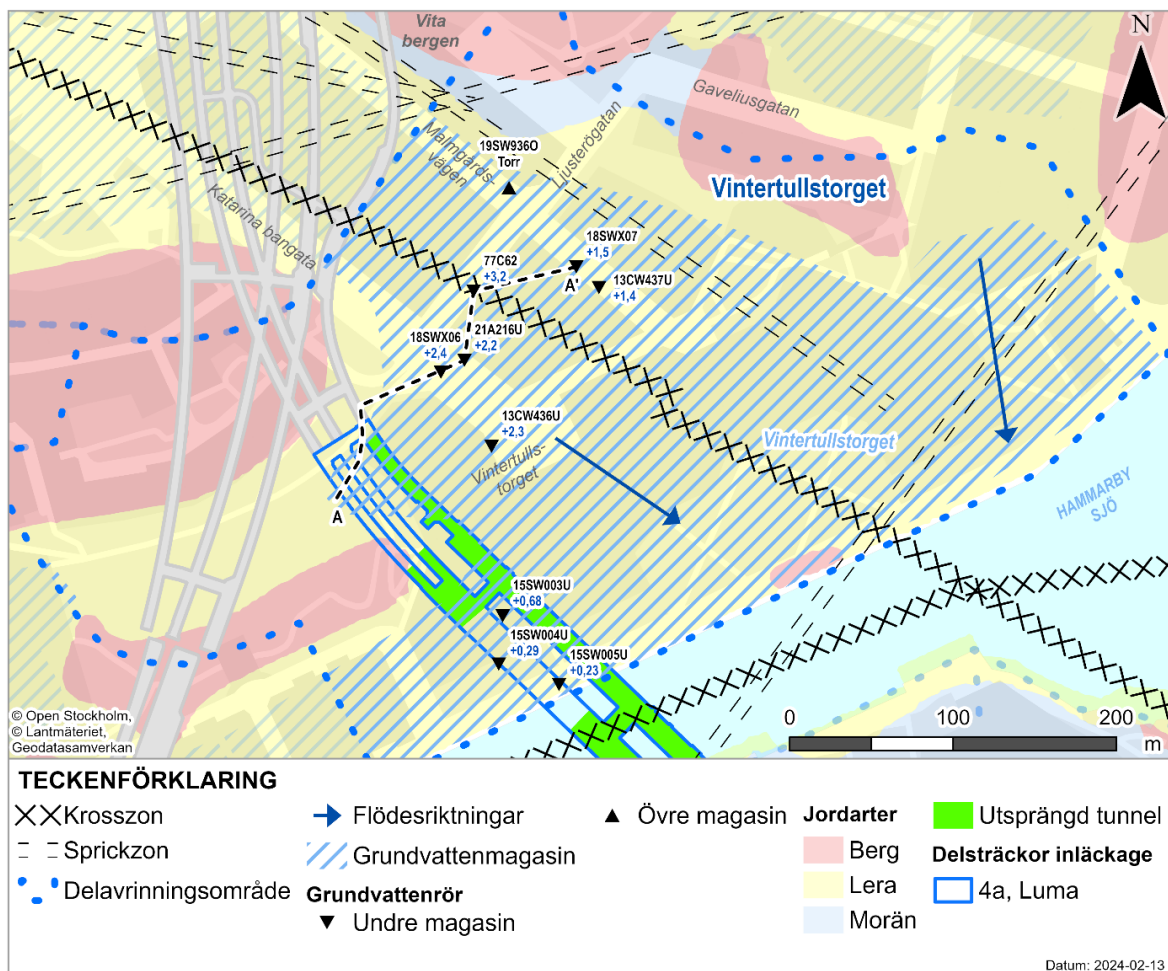 Vita
bergen
N
Gaveliusgatan
Ljusterögatan
Malmgårds-
vägen
19SW936O
Torr
Vintertullstorget
Katarina bangata
18SWX07
+1,5
77C62
+3,2
A'
13CW437U
+1,4
18SWX06
+2,4
21A216U
+2,2
13CW436U
+2,3
Vintertulls-
torget
Vintertullstorget
HAMMARBY
SJÖ
A
15SW003U
+0,68
15SW004U
+0,29
15SW005U
+0,23
© Open Stockholm,
© Lantmäteriet,
Geodatasamverkan
0 100 200
m
TECKENFÖRKLARING
Krosszon
Sprickzon
Delavrinningsområde
Flödesriktningar
Grundvattenmagasin
Grundvattenrör
Undre magasin
Övre magasin
Jordarter
Berg
Lera
Morän
Utsprängd tunnel
Delsträckor inläckage
4a, Luma
Datum: 2024-02-13